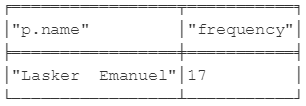 "p.name" "frequency"
"Lasker  Emanuel" 17